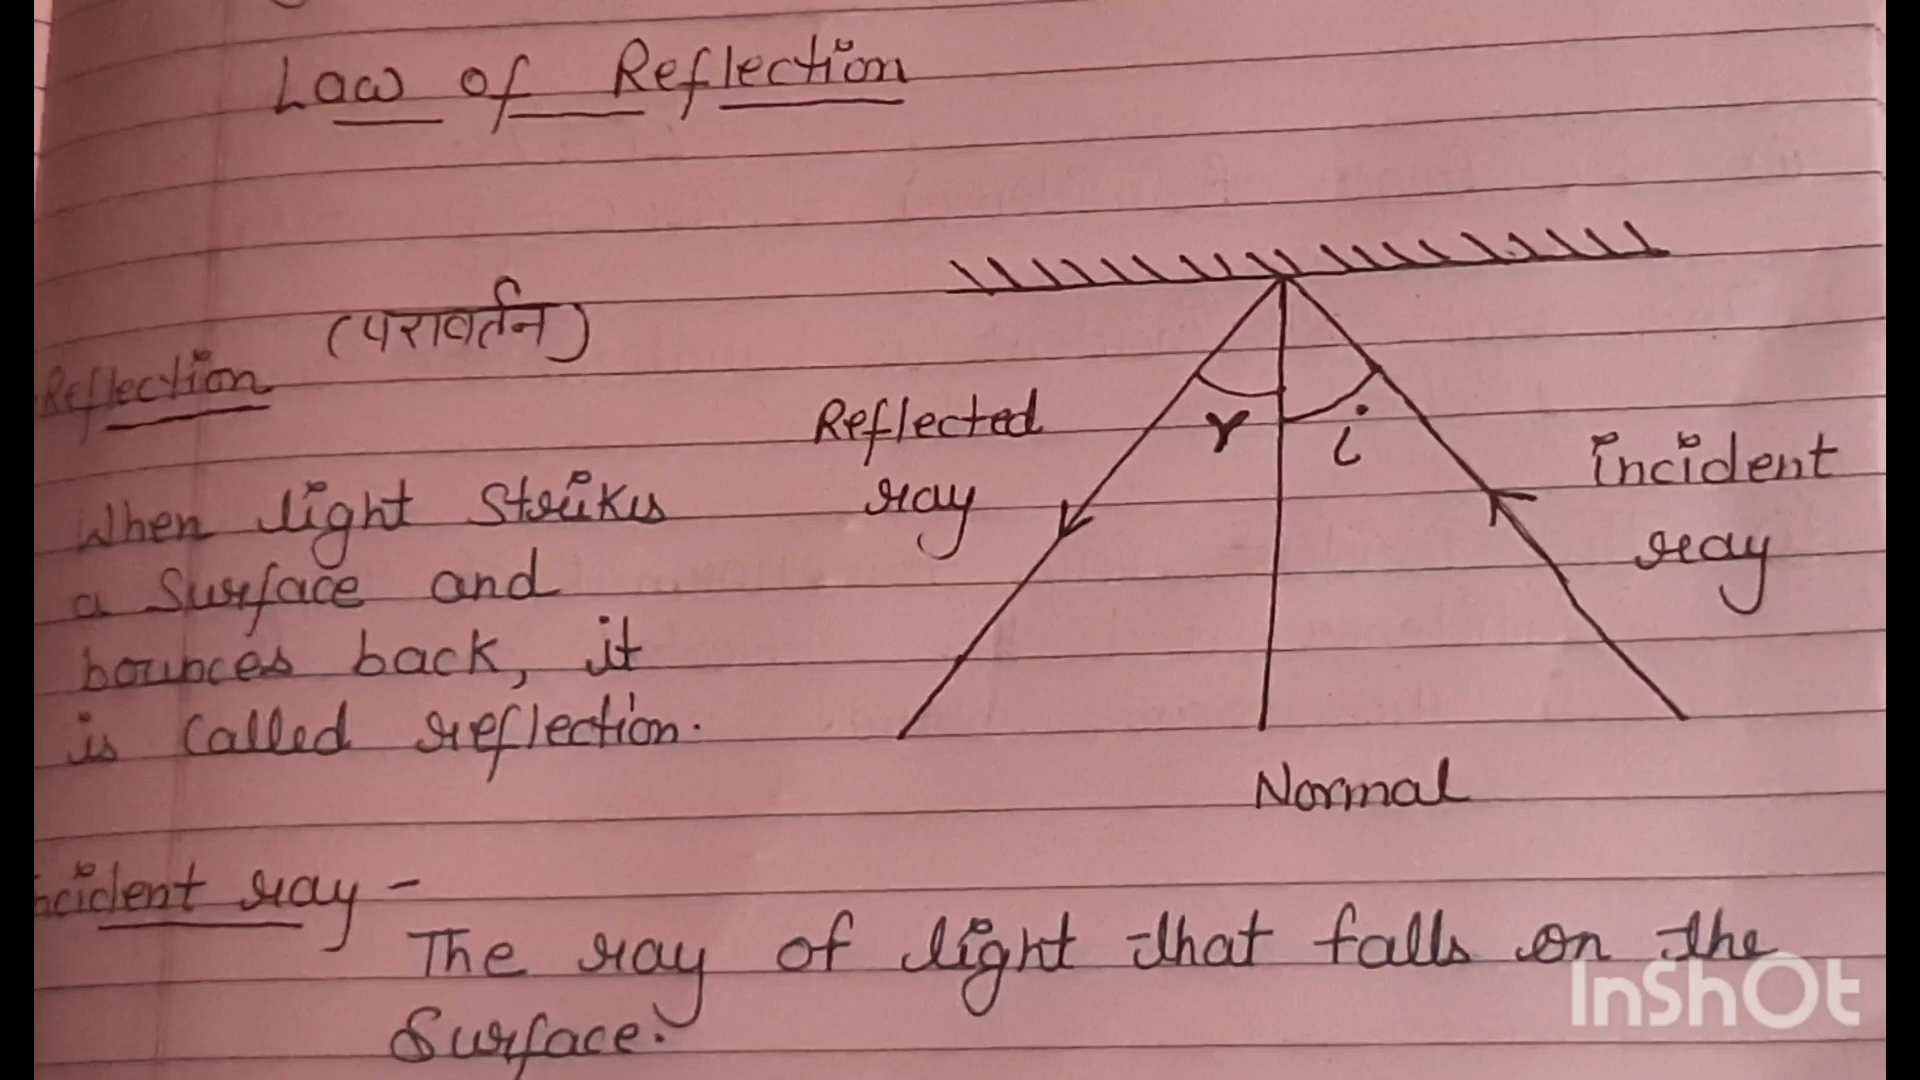 Law of Reflection
(परावर्तन)
Reflection
When light strikes
a surface and
bounces back, it
is called reflection.
Reflected
ray
r
i
incident
ray
Normal
ncident ray -
The ray of light that falls on the
surface.
InShOt